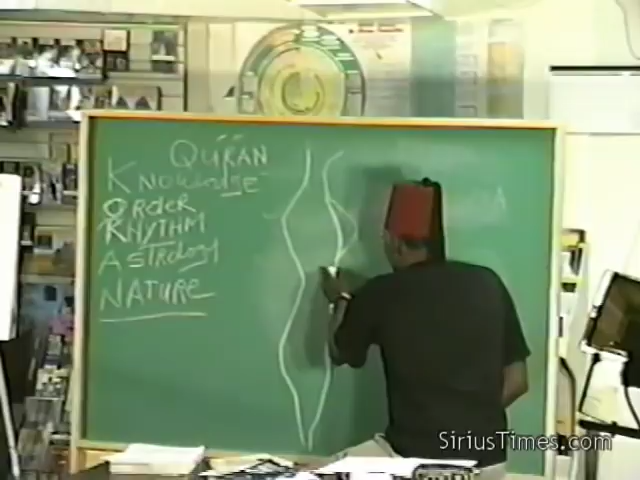 QURAN
KNOWledge
ORdeR
RHYTHM
ASTROlogy
NATURE
SiriusTimes.com